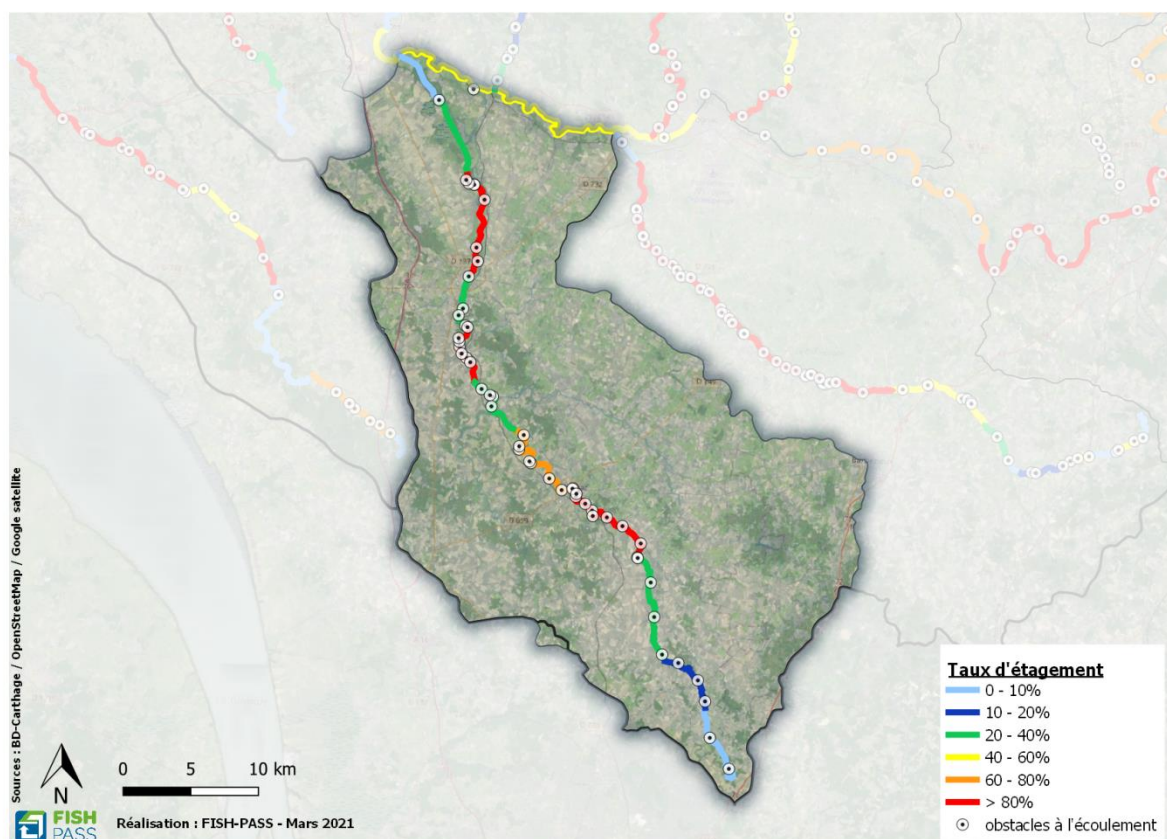 Sources : BD-Carthage / OpenStreetMap / Google satellite
D 732
Taux d'étagement
0 - 10%
10 - 20%
20 - 40%
40 - 60%
60 - 80%
> 80%
obstacles à l'écoulement
0 5 10 km
N
FISH
PASS
Réalisation : FISH-PASS - Mars 2021